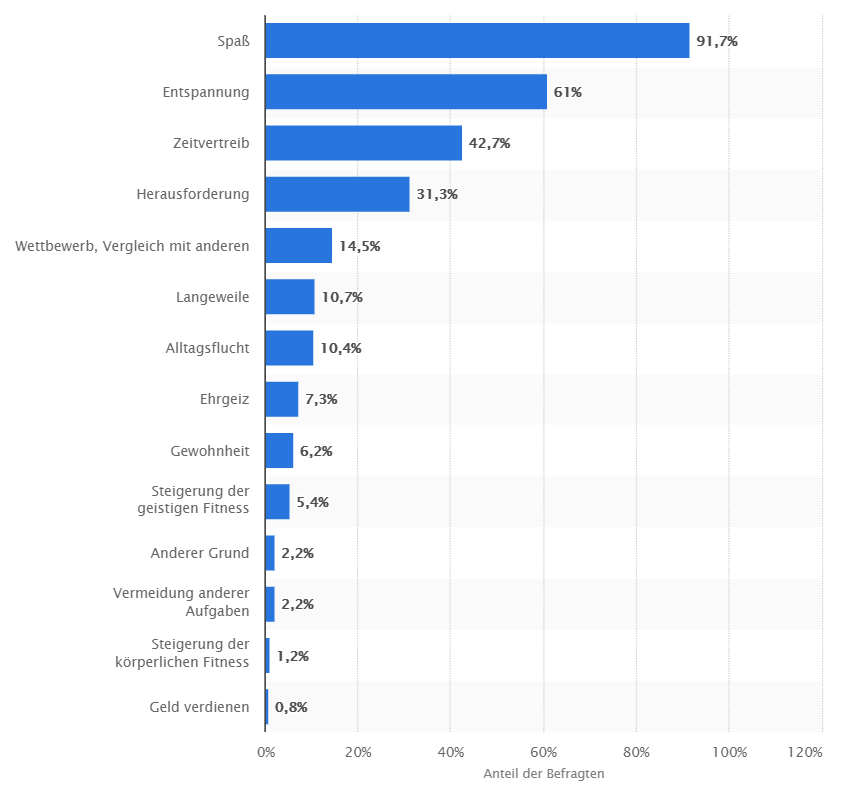 Spaß
91,7%
Entspannung
61%
Zeitvertreib
42,7%
Herausforderung
31,3%
Wettbewerb, Vergleich mit anderen
14,5%
Langeweile
10,7%
Alltagsflucht
10,4%
Ehrgeiz
7,3%
Gewohnheit
6,2%
Steigerung der
geistigen Fitness
5,4%
Anderer Grund
2,2%
Vermeidung anderer
Aufgaben
2,2%
Steigerung der
körperlichen Fitness
1,2%
Geld verdienen
0,8%
0% 20% 40% 60% 80% 100% 120%
Anteil der Befragten